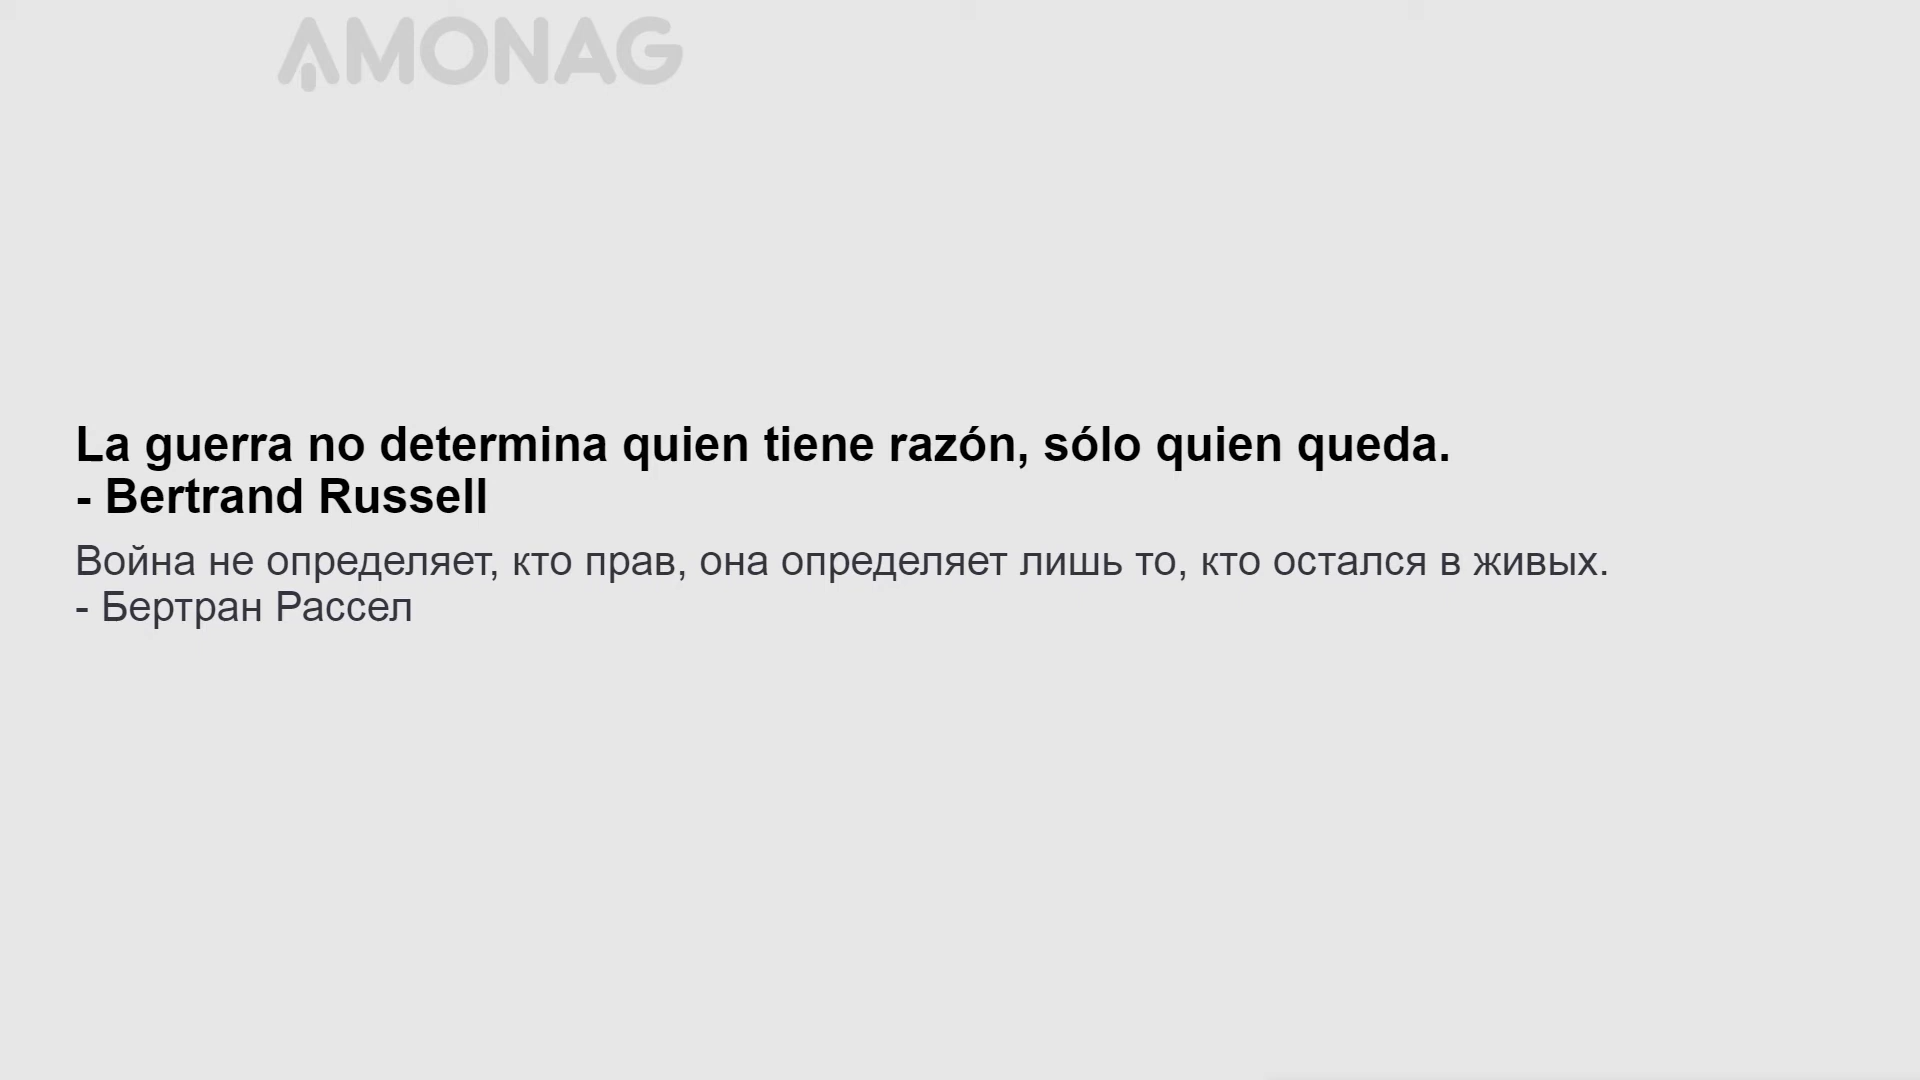 AMONAG
La guerra no determina quien tiene razón, sólo quien queda.
- Bertrand Russell
Война не определяет, кто прав, она определяет лишь то, кто остался в живых.
- Бертран Рассел